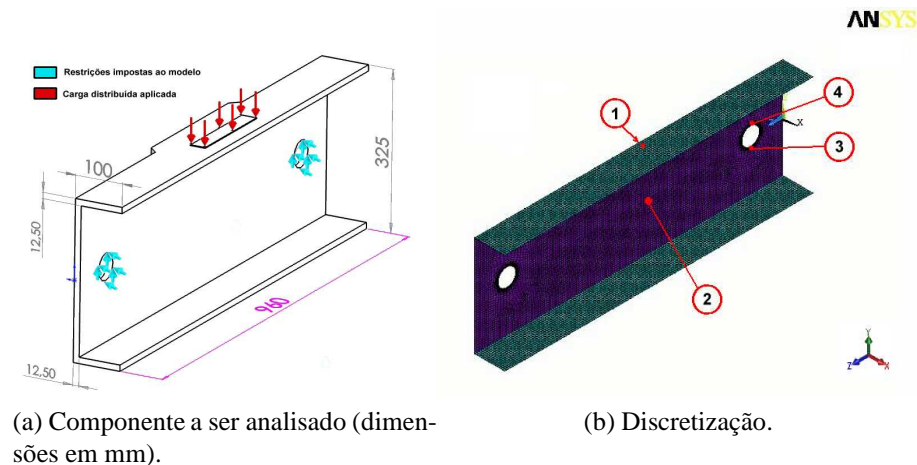 ANSYS
Restrições impostas ao modelo
Carga distribuída aplicada
100
325
12,50
960
12,50
1
4
3
2
X
Y
Z
X
(a) Componente a ser analisado (dimen-
sões em mm).
(b) Discretização.